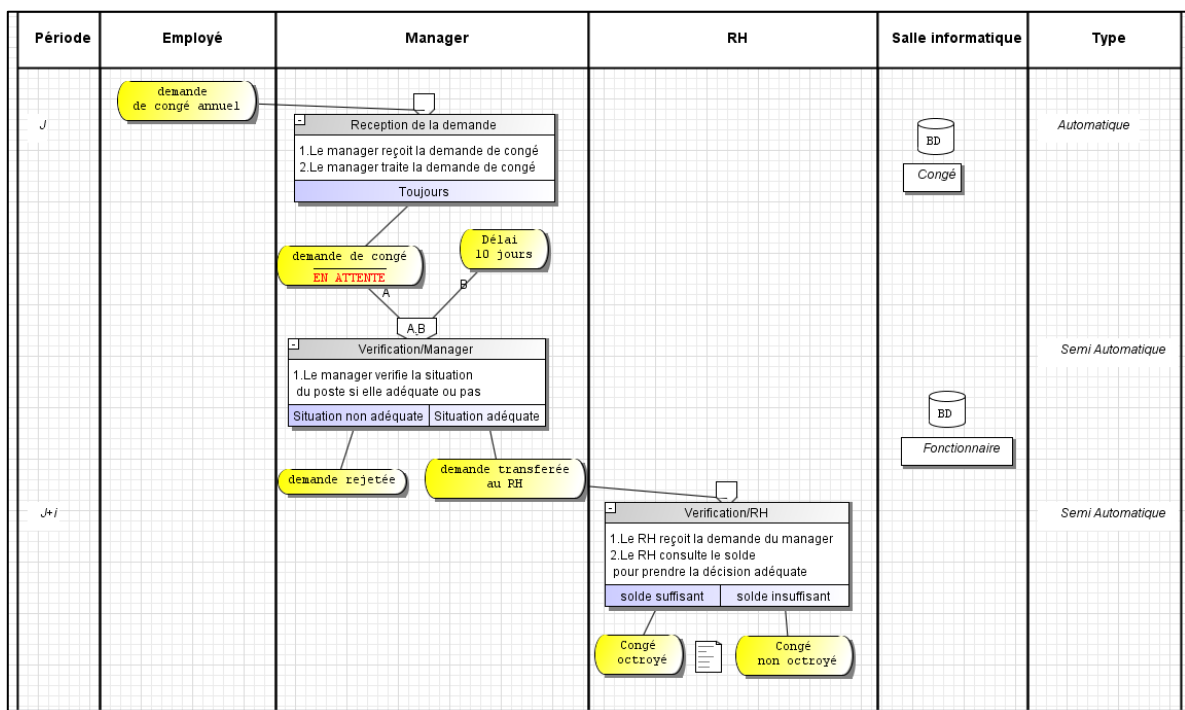 Période
Employé
Manager
RH
Salle informatique
Type
demande
de congé annuel
J
-
Reception de la demande
1.Le manager reçoit la demande de congé
2.Le manager traite la demande de congé
Toujours
BD
Congé
Automatique
demande de congé
EN ATTENTE
Délai
10 jours
A
B
A,B
-
Verification/Manager
1.Le manager verifie la situation
du poste si elle adéquate ou pas
Situation non adéquate
Situation adéquate
Semi Automatique
BD
Fonctionnaire
demande rejetée
demande transferée
au RH
J+i
-
Verification/RH
1.Le RH reçoit la demande du manager
2.Le RH consulte le solde
pour prendre la décision adéquate
solde suffisant
solde insuffisant
Semi Automatique
Congé
octroyé
Congé
non octroyé